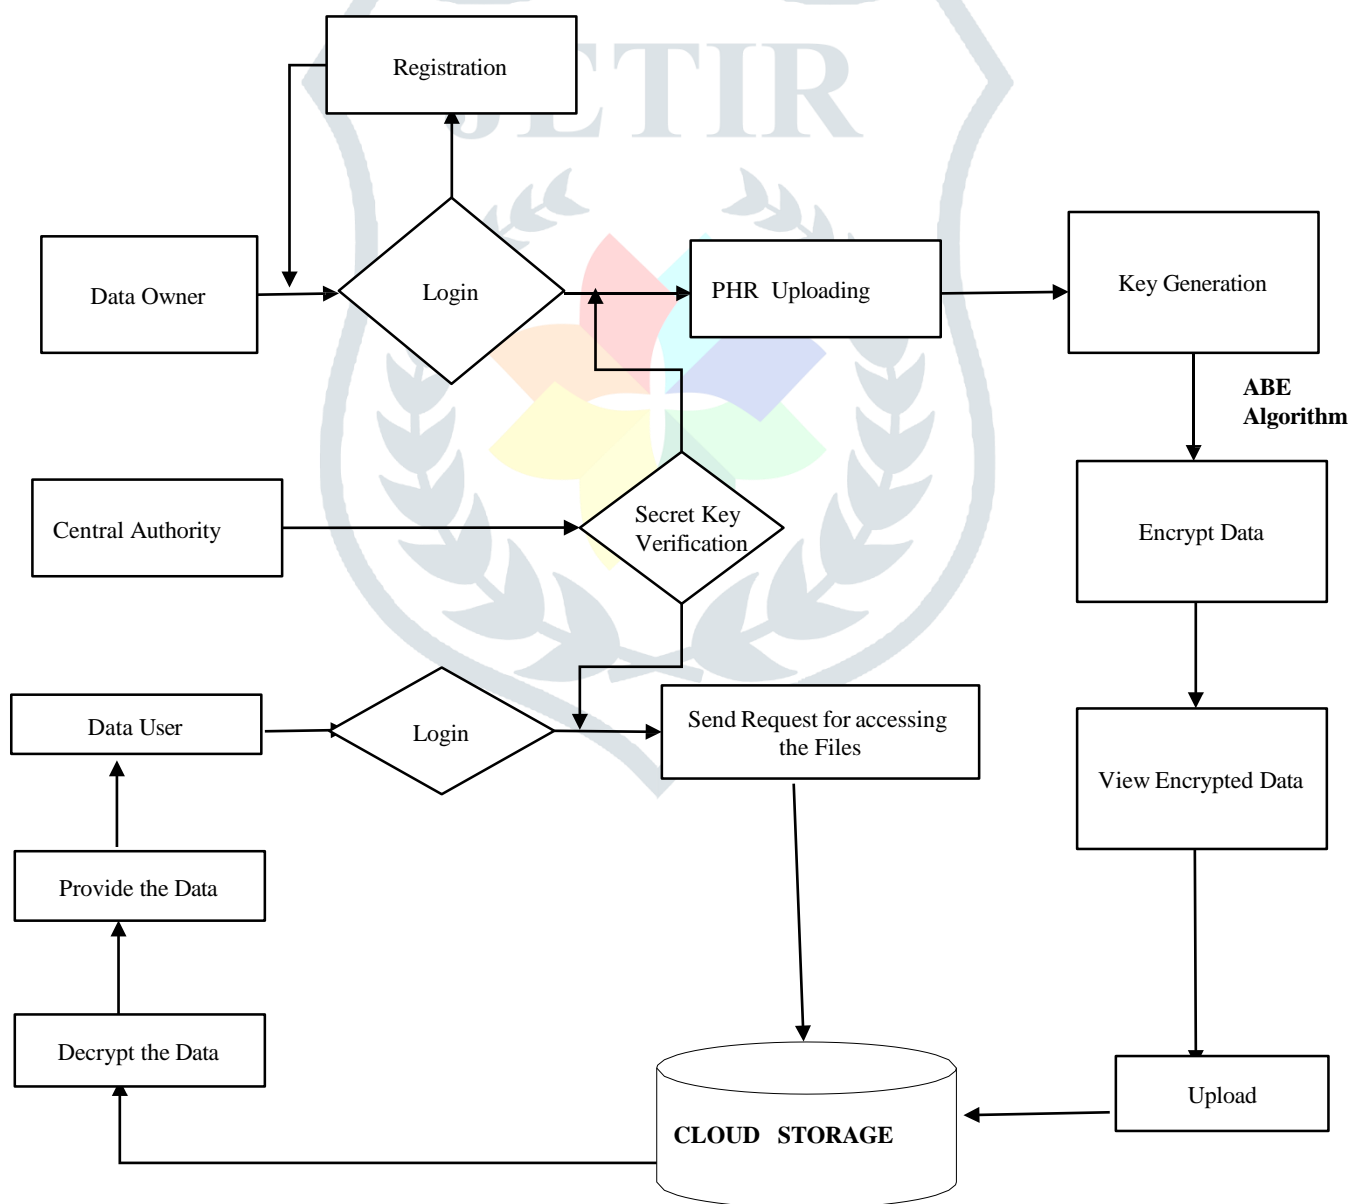 JETIR
Registration
Data Owner
Login
PHR Uploading
Key Generation
ABE
Algorithm
Central Authority
Secret Key
Verification
Encrypt Data
Data User
Login
Send Request for accessing
the Files
View Encrypted Data
Provide the Data
Decrypt the Data
CLOUD STORAGE
Upload